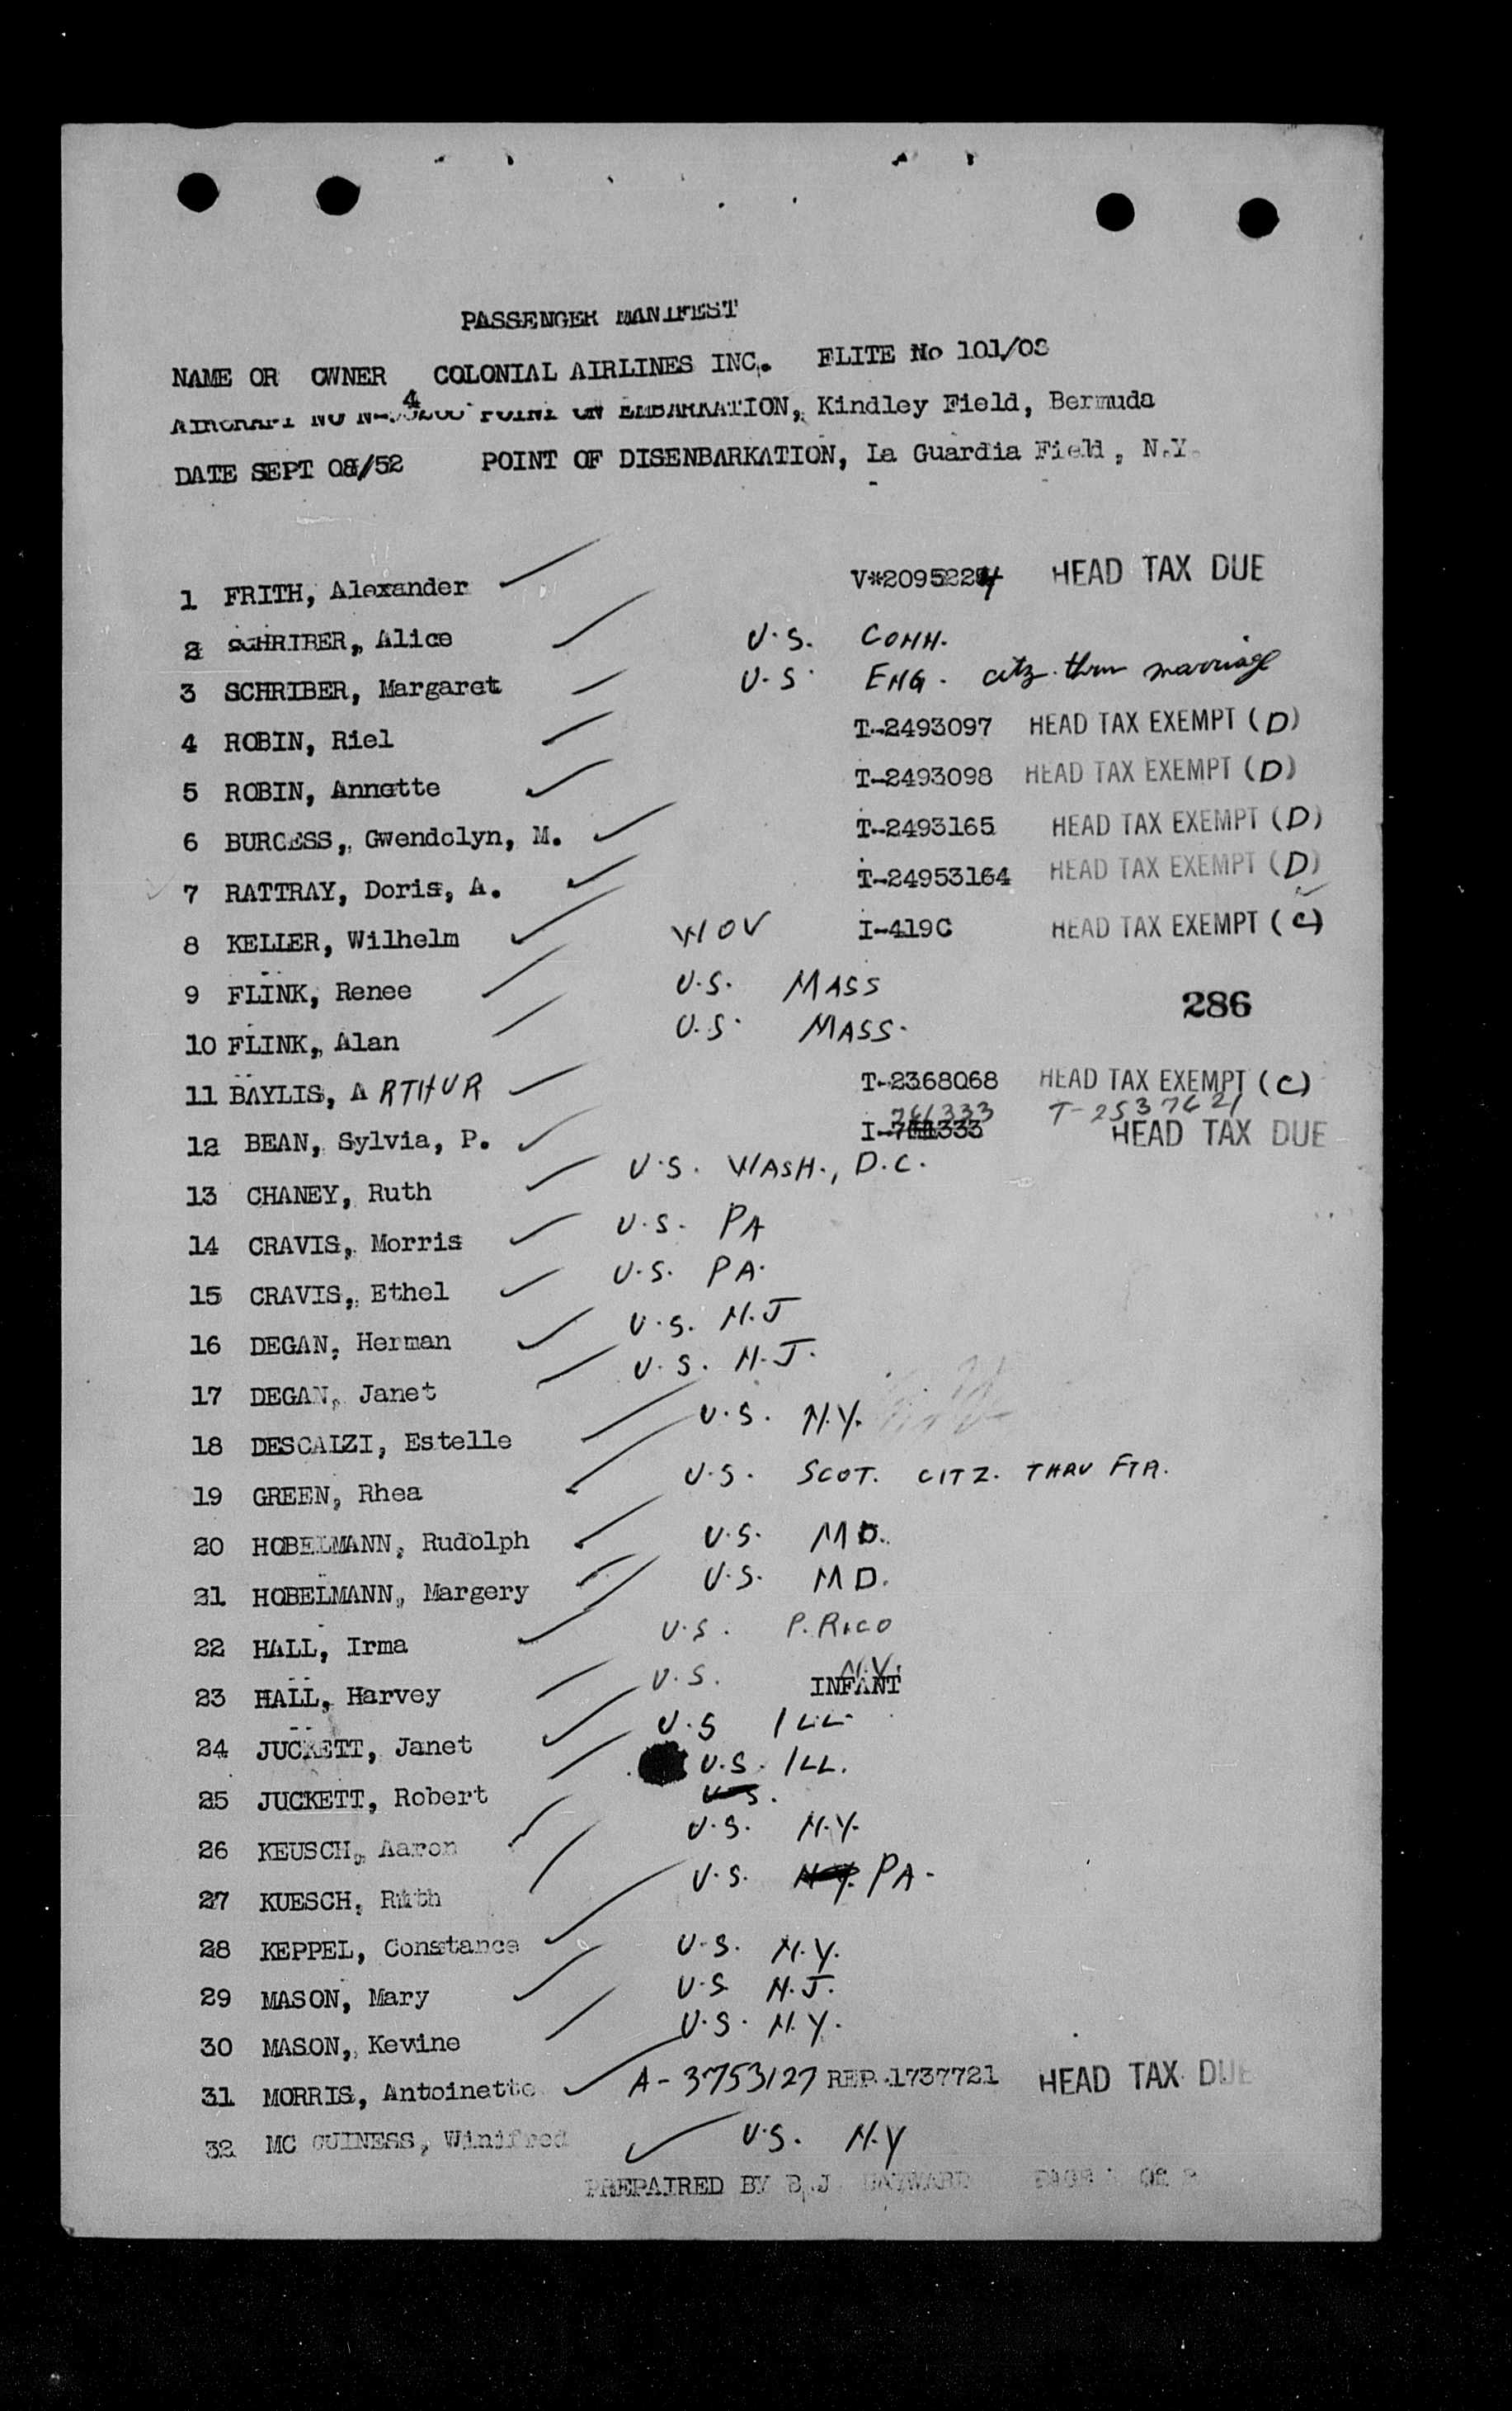 PASSENGER MANIFEST
NAME OR OWNER COLONIAL AIRLINES INC. FLITE No 101/08
AIRCRAFT NO POINT ON EMBARKATION, Kindley Field, Bermuda
DATE SEPT 08/52 POINT OF DISENBARKATION, La Guardia Field, N.Y.
1 FRITH, Alexander V*2095224 HEAD TAX DUE
2 SCHRIBER, Alice U.S. CONN.
3 SCHRIBER, Margaret U.S. ENG. citz. thru marriage
4 ROBIN, Riel T-2493097 HEAD TAX EXEMPT (D)
5 ROBIN, Annette T-2493098 HEAD TAX EXEMPT (D)
6 BURGESS, Gwendolyn, M. T-2493165 HEAD TAX EXEMPT (D)
7 RATTRAY, Doris, A. T-24953164 HEAD TAX EXEMPT (D)
8 KELLER, Wilhelm WOV I-419C HEAD TAX EXEMPT (C)
9 FLINK, Renee U.S. MASS
286
10 FLINK, Alan U.S. MASS.
11 BAYLIS, ARTHUR T-2368068 HEAD TAX EXEMPT (C)
766333 T-2537621
12 BEAN, Sylvia, P. HEAD TAX DUE
13 CHANEY, Ruth U.S. WASH., D.C.
14 CRAVIS, Morris U.S. PA
15 CRAVIS, Ethel U.S. PA.
16 DEGAN, Herman U.S. N.J
17 DEGAN, Janet U.S. N.J.
18 DESCALZI, Estelle U.S. N.Y.
19 GREEN, Rhea U.S. SCOT. CITZ. THRU FTR.
20 HOBELMANN, Rudolph U.S. MD.
21 HOBELMANN, Margery U.S. MD.
22 HALL, Irma U.S. P.RICO
23 HALL, Harvey U.S. INFANT N.Y.
24 JUCKETT, Janet U.S ILL.
25 JUCKETT, Robert U.S. ILL.
U.S.
26 KEUSCH, Aaron U.S. N.Y.
27 KUESCH, Ruth U.S. N.Y. PA.
28 KEPPEL, Constance U.S. N.Y.
29 MASON, Mary U.S N.J.
30 MASON, Kevine U.S. N.Y.
31 MORRIS, Antoinette A-3753127 REP 1737721 HEAD TAX DUE
32 MC GUINESS, Winifred U.S. N.Y
PREPAIRED BY B.J. HAYWARD PAGE OF